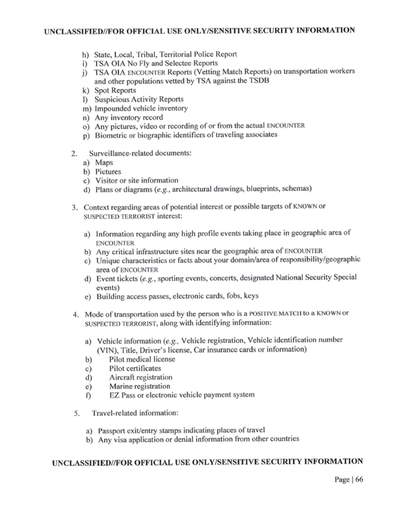 UNCLASSIFIED//FOR OFFICIAL USE ONLY/SENSITIVE SECURITY INFORMATION
h) State, Local, Tribal, Territorial Police Report
i) TSA OIA No Fly and Selectee Reports
j) TSA OIA ENCOUNTER Reports (Vetting Match Reports) on transportation workers
and other populations vetted by TSA against the TSDB
k) Spot Reports
l) Suspicious Activity Reports
m) Impounded vehicle inventory
n) Any inventory record
o) Any pictures, video or recording of or from the actual ENCOUNTER
p) Biometric or biographic identifiers of traveling associates
2. Surveillance-related documents:
a) Maps
b) Pictures
c) Visitor or site information
d) Plans or diagrams (e.g., architectural drawings, blueprints, schemas)
3. Context regarding areas of potential interest or possible targets of KNOWN or
SUSPECTED TERRORIST interest:
a) Information regarding any high profile events taking place in geographic area of
ENCOUNTER
b) Any critical infrastructure sites near the geographic area of ENCOUNTER
c) Unique characteristics or facts about your domain/area of responsibility/geographic
area of ENCOUNTER
d) Event tickets (e.g., sporting events, concerts, designated National Security Special
events)
e) Building access passes, electronic cards, fobs, keys
4. Mode of transportation used by the person who is a POSITIVE MATCH to a KNOWN or
SUSPECTED TERRORIST, along with identifying information:
a) Vehicle information (e.g., Vehicle registration, Vehicle identification number
(VIN), Title, Driver's license, Car insurance cards or information)
b) Pilot medical license
c) Pilot certificates
d) Aircraft registration
e) Marine registration
f) EZ Pass or electronic vehicle payment system
5. Travel-related information:
a) Passport exit/entry stamps indicating places of travel
b) Any visa application or denial information from other countries
UNCLASSIFIED//FOR OFFICIAL USE ONLY/SENSITIVE SECURITY INFORMATION
Page | 66